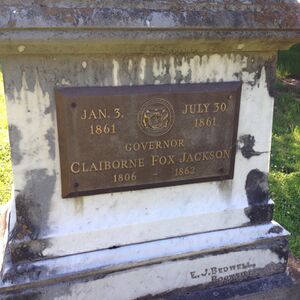 JAN. 3, JULY 30,
1861 1861
GOVERNOR
CLAIBORNE FOX JACKSON
1806 - 1862
E. J. BEDWELL